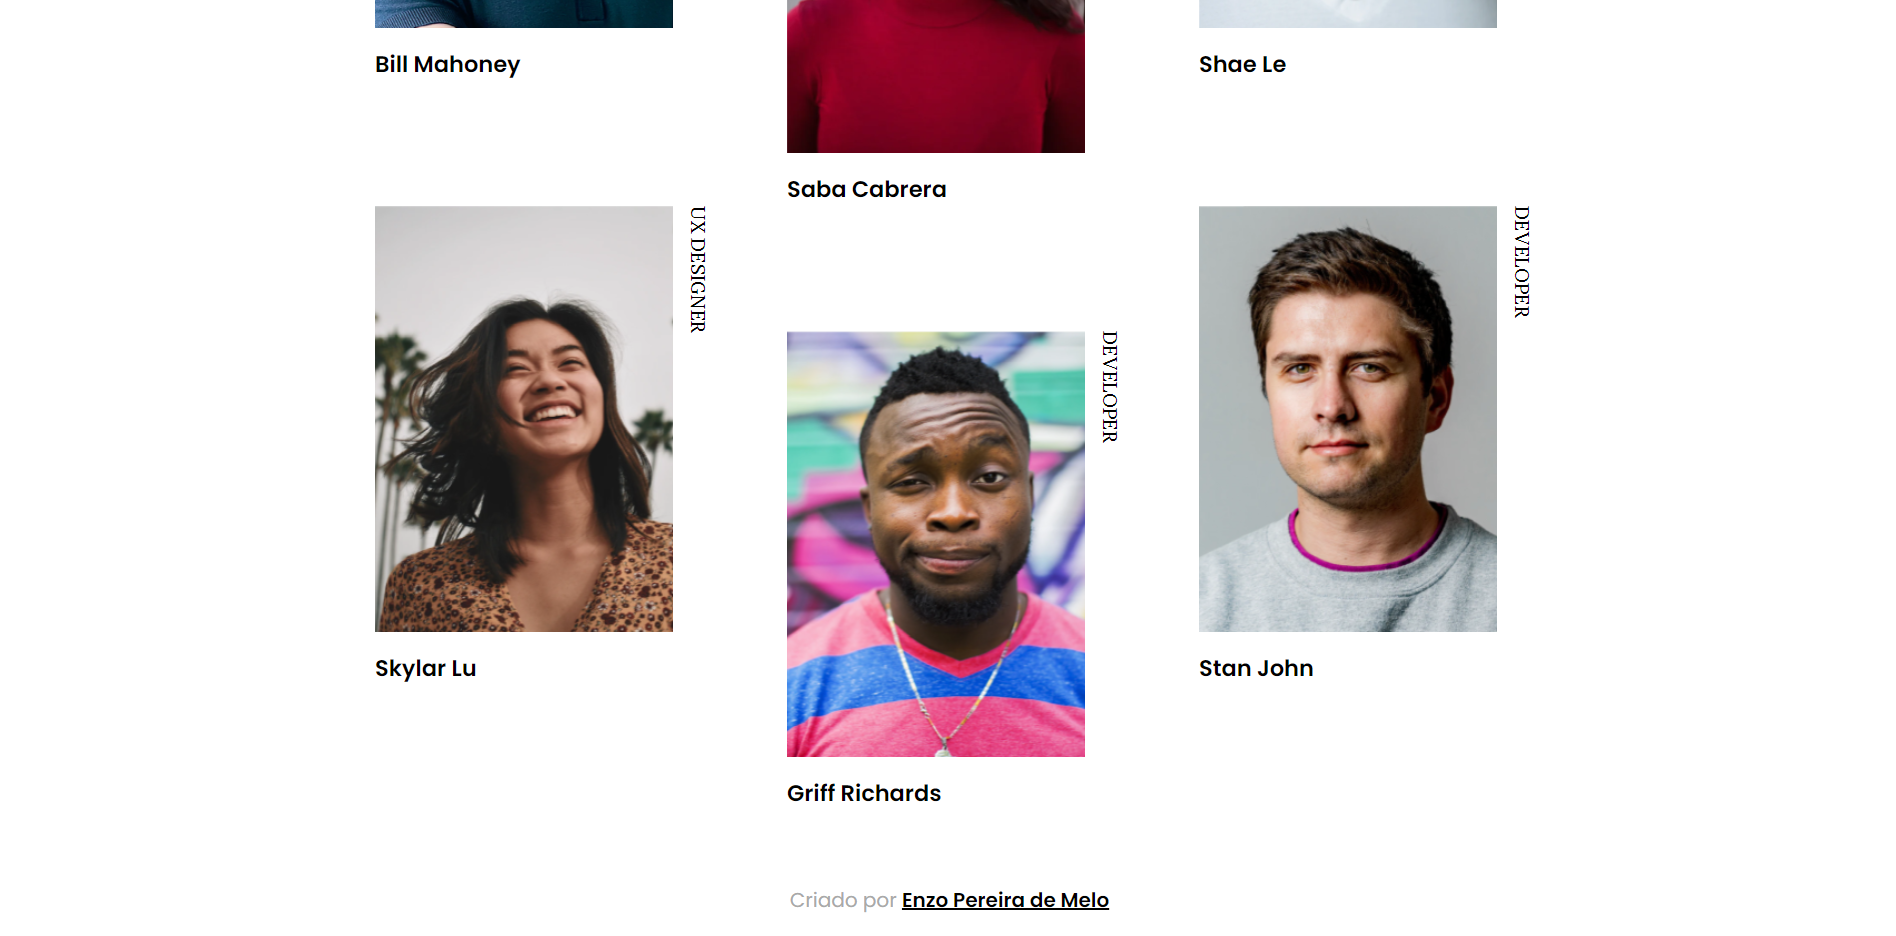 Bill Mahoney
Saba Cabrera
Shae Le
UX DESIGNER
Skylar Lu
DEVELOPER
Griff Richards
DEVELOPER
Stan John
Criado por Enzo Pereira de Melo